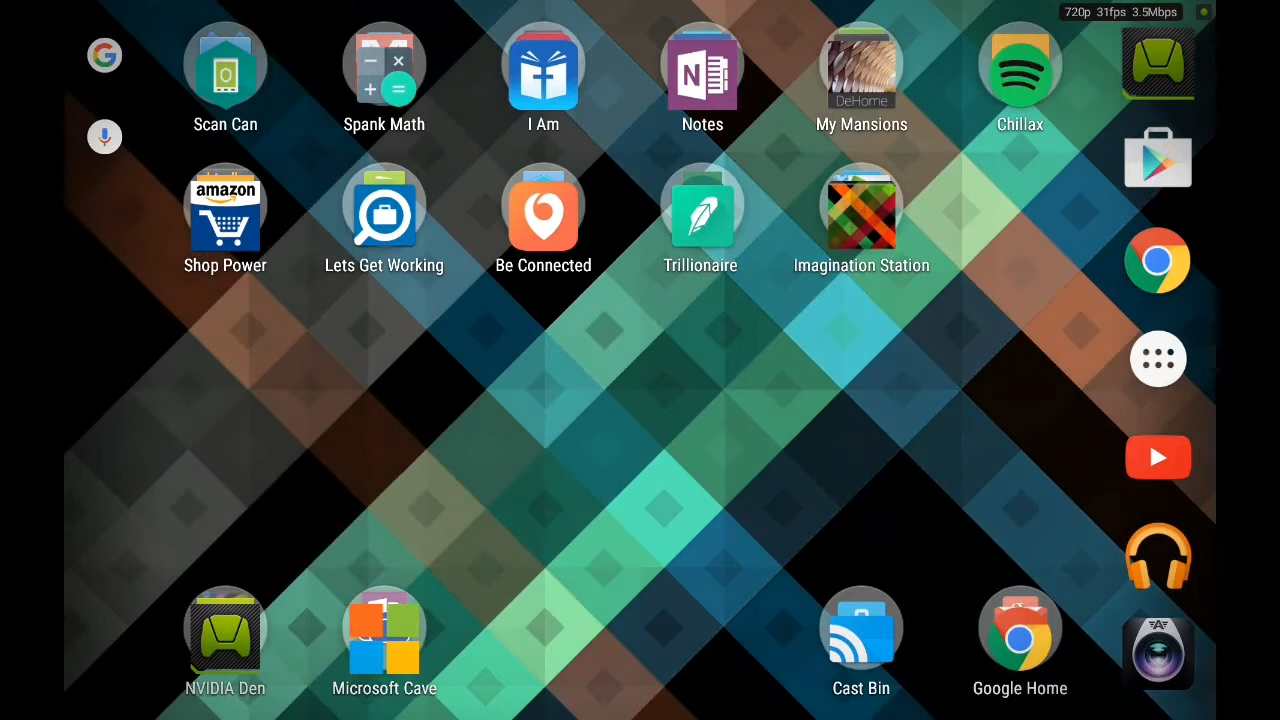 720p 31fps 3.5Mbps
Scan Can
Spank Math
I Am
N
DeHome
Notes
My Mansions
Chillax
amazon
Shop Power
Lets Get Working
Be Connected
Trillionaire
Imagination Station
NVIDIA Den
Microsoft Cave
Cast Bin
Google Home